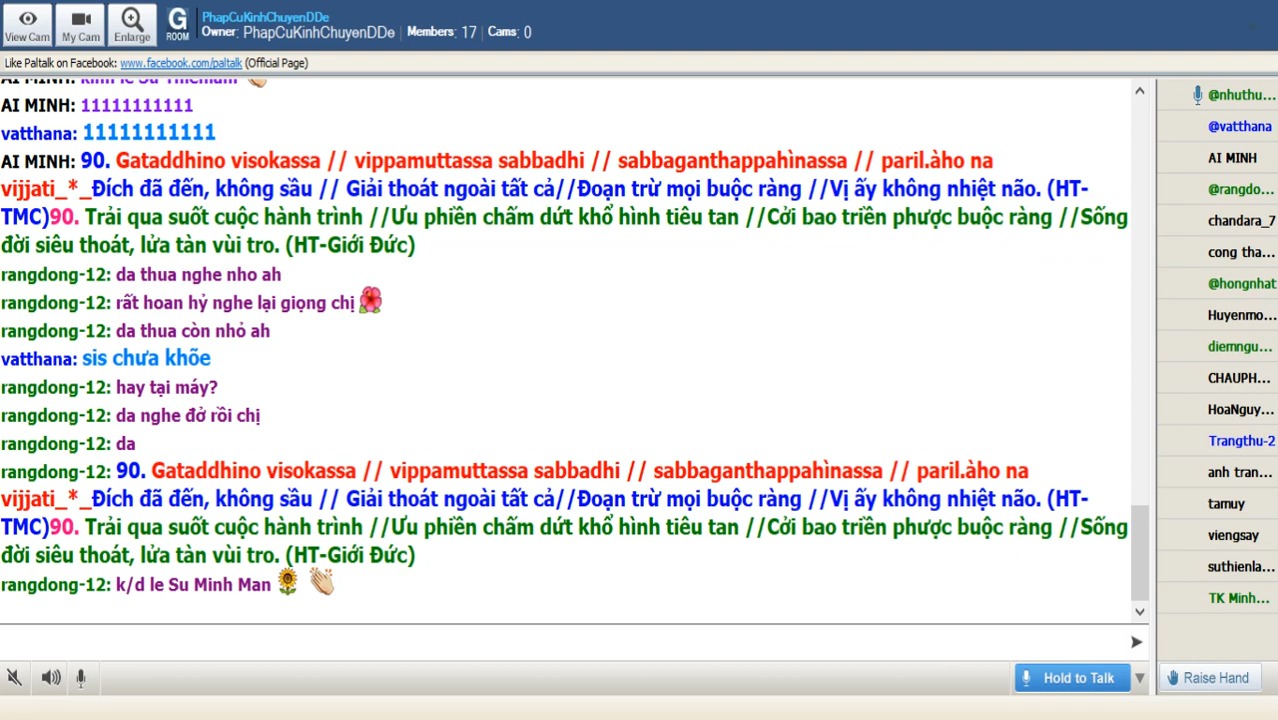 PhapCuKinhChuyenDDe
Owner: PhapCuKinhChuyenDDe | Members: 17 | Cams: 0
View Cam
My Cam
Enlarge
G
ROOM
Like Paltalk on Facebook: www.facebook.com/paltalk (Official Page)
AI MINH: 11111111111
vatthana: 11111111111
AI MINH: 90. Gataddhino visokassa // vippamuttassa sabbadhi // sabbaganthappahìnassa // paril.àho na
vijjati_*_Đích đã đến, không sầu // Giải thoát ngoài tất cả//Đoạn trừ mọi buộc ràng //Vị ấy không nhiệt não. (HT-
TMC)90. Trải qua suốt cuộc hành trình //Ưu phiền chấm dứt khổ hình tiêu tan //Cởi bao triền phược buộc ràng //Sống
đời siêu thoát, lửa tàn vùi tro. (HT-Giới Đức)
rangdong-12: da thua nghe nho ah
rangdong-12: rất hoan hỷ nghe lại giọng chị
rangdong-12: da thua còn nhỏ ah
vatthana: sis chưa khõe
rangdong-12: hay tại máy?
rangdong-12: da nghe đở rồi chị
rangdong-12: da
rangdong-12: 90. Gataddhino visokassa // vippamuttassa sabbadhi // sabbaganthappahìnassa // paril.àho na
vijjati_*_Đích đã đến, không sầu // Giải thoát ngoài tất cả//Đoạn trừ mọi buộc ràng //Vị ấy không nhiệt não. (HT-
TMC)90. Trải qua suốt cuộc hành trình //Ưu phiền chấm dứt khổ hình tiêu tan //Cởi bao triền phược buộc ràng //Sống
đời siêu thoát, lửa tàn vùi tro. (HT-Giới Đức)
rangdong-12: k/d le Su Minh Man
@nhuthu...
@vatthana
AI MINH
@rangdo...
chandara_7
cong tha...
@hongnhat
Huyenmo...
diemngu...
CHAUPH...
HoaNguy...
Trangthu-2
anh tran...
tamuy
viengsay
suthienla...
TK Minh...
Hold to Talk
Raise Hand